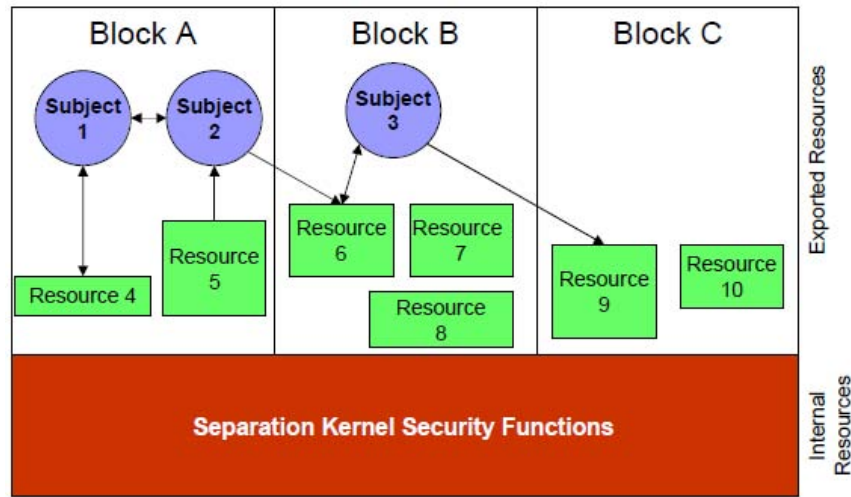 Block A
Block B
Block C
Subject
1
Subject
2
Subject
3
Resource 4
Resource
5
Resource
6
Resource
7
Resource
8
Resource
9
Resource
10
Exported Resources
Separation Kernel Security Functions
Internal
Resources